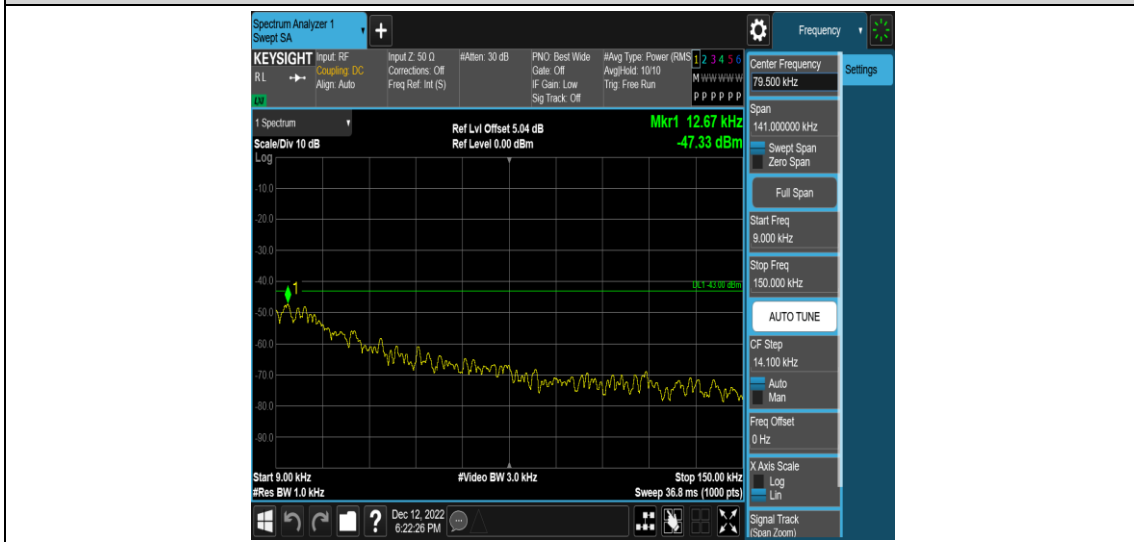 Spectrum Analyzer 1
Swept SA
+
Frequency
KEYSIGHT
RL
Input: RF
Coupling: DC
Align: Auto
Input Z: 50 Ω
Corrections: Off
Freq Ref: Int (S)
#Atten: 30 dB
PNO: Best Wide
Gate: Off
IF Gain: Low
Sig Track: Off
#Avg Type: Power (RMS
Avg|Hold: 10/10
Trig: Free Run
1 2 3 4 5 6
M W W W W W
P P P P P P
Center Frequency
79.500 kHz
Settings
1 Spectrum
Scale/Div 10 dB
Log
Ref Lvl Offset 5.04 dB
Ref Level 0.00 dBm
Mkr1 12.67 kHz
-47.33 dBm
Span
141.000000 kHz
Swept Span
Zero Span
Full Span
Start Freq
9.000 kHz
Stop Freq
150.000 kHz
AUTO TUNE
CF Step
14.100 kHz
Auto
Man
Freq Offset
0 Hz
X Axis Scale
Log
Lin
Signal Track
(Span Zoom)
-10.0
-20.0
-30.0
-40.0
DL1 -43.00 dBm
1
-50.0
-60.0
-70.0
-80.0
-90.0
Start 9.00 kHz
#Video BW 3.0 kHz
Stop 150.00 kHz
#Res BW 1.0 kHz
Sweep 36.8 ms (1000 pts)
?
Dec 12, 2022
6:22:26 PM